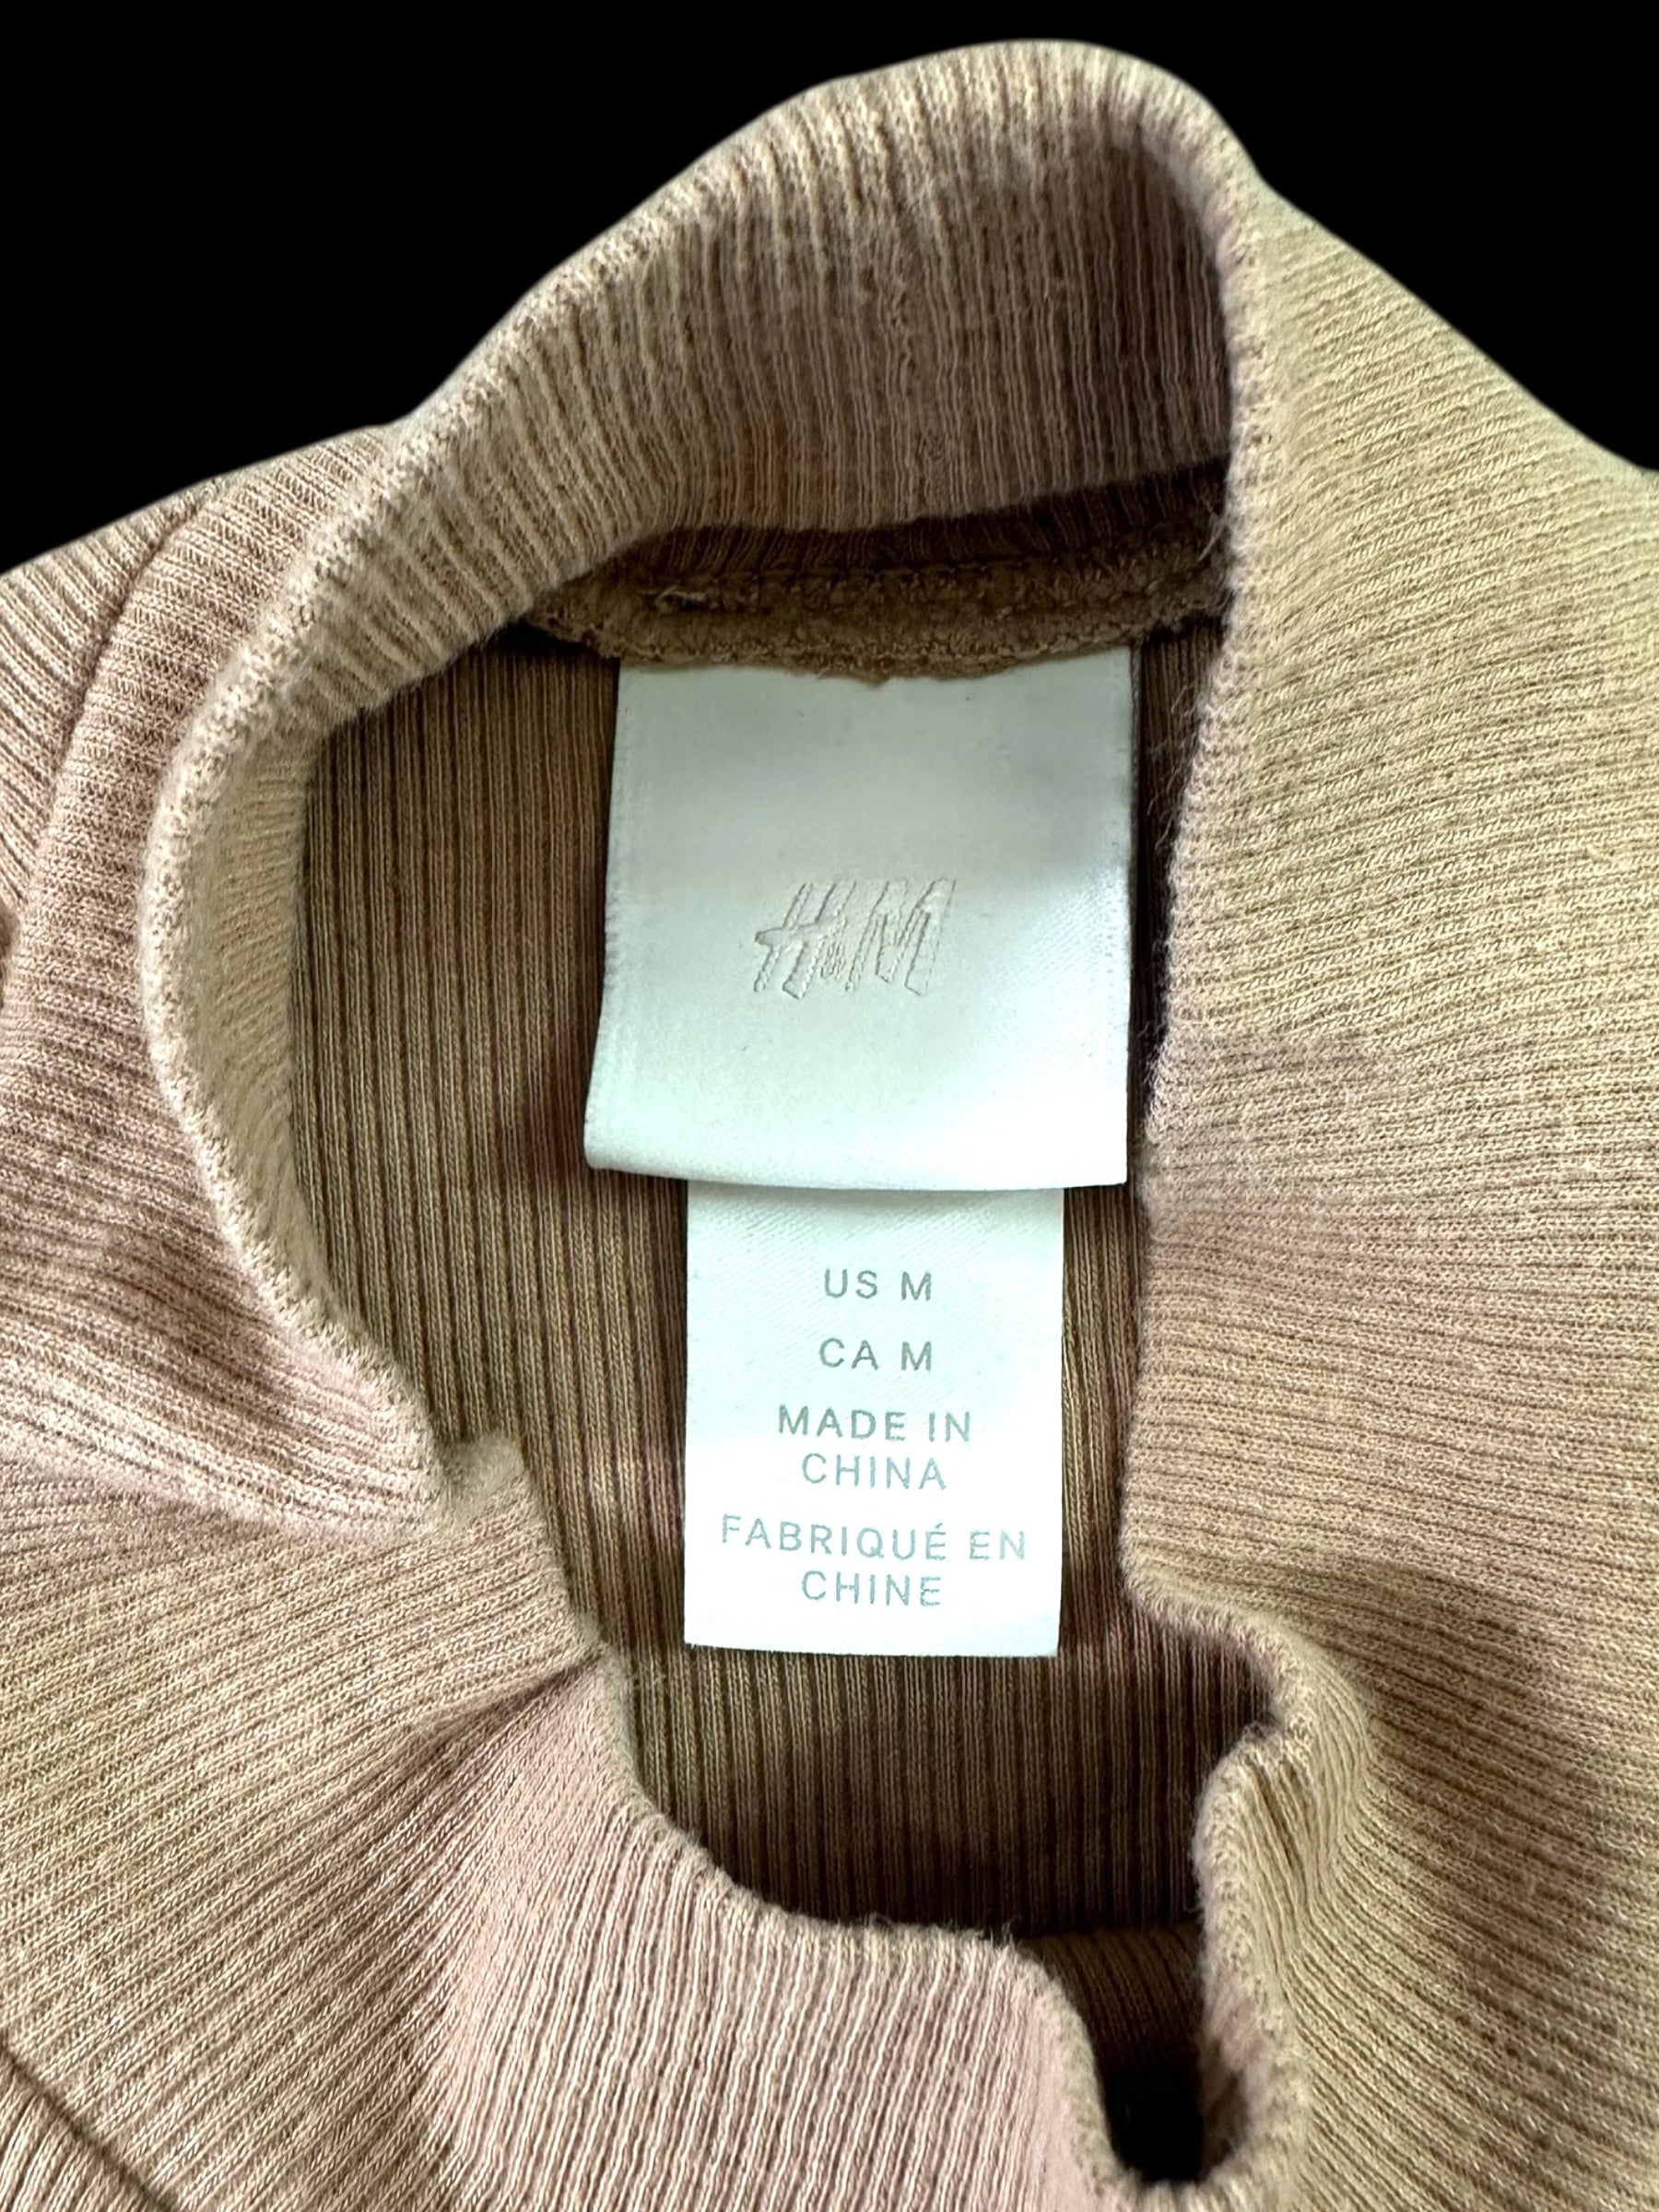 H&M
US M
CA M
MADE IN
CHINA
FABRIQUÉ EN
CHINE